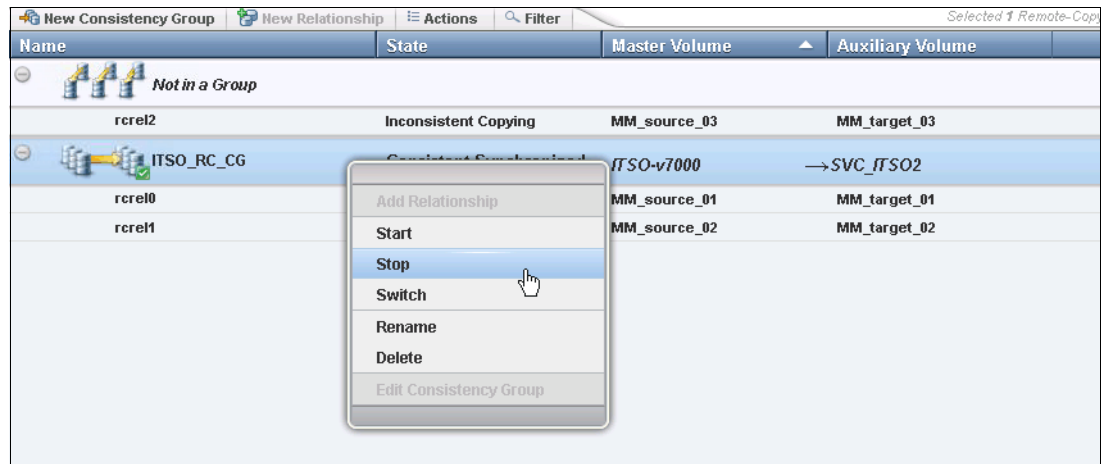 New Consistency Group New Relationship Actions Filter Selected 1 Remote-Copy
Name State Master Volume Auxiliary Volume
Not in a Group
rcrel2 Inconsistent Copying MM_source_03 MM_target_03
ITSO_RC_CG Consistent Synchronized ITSO-v7000 →SVC_ITSO2
rcrel0 MM_source_01 MM_target_01
rcrel1 MM_source_02 MM_target_02
Add Relationship
Start
Stop
Switch
Rename
Delete
Edit Consistency Group